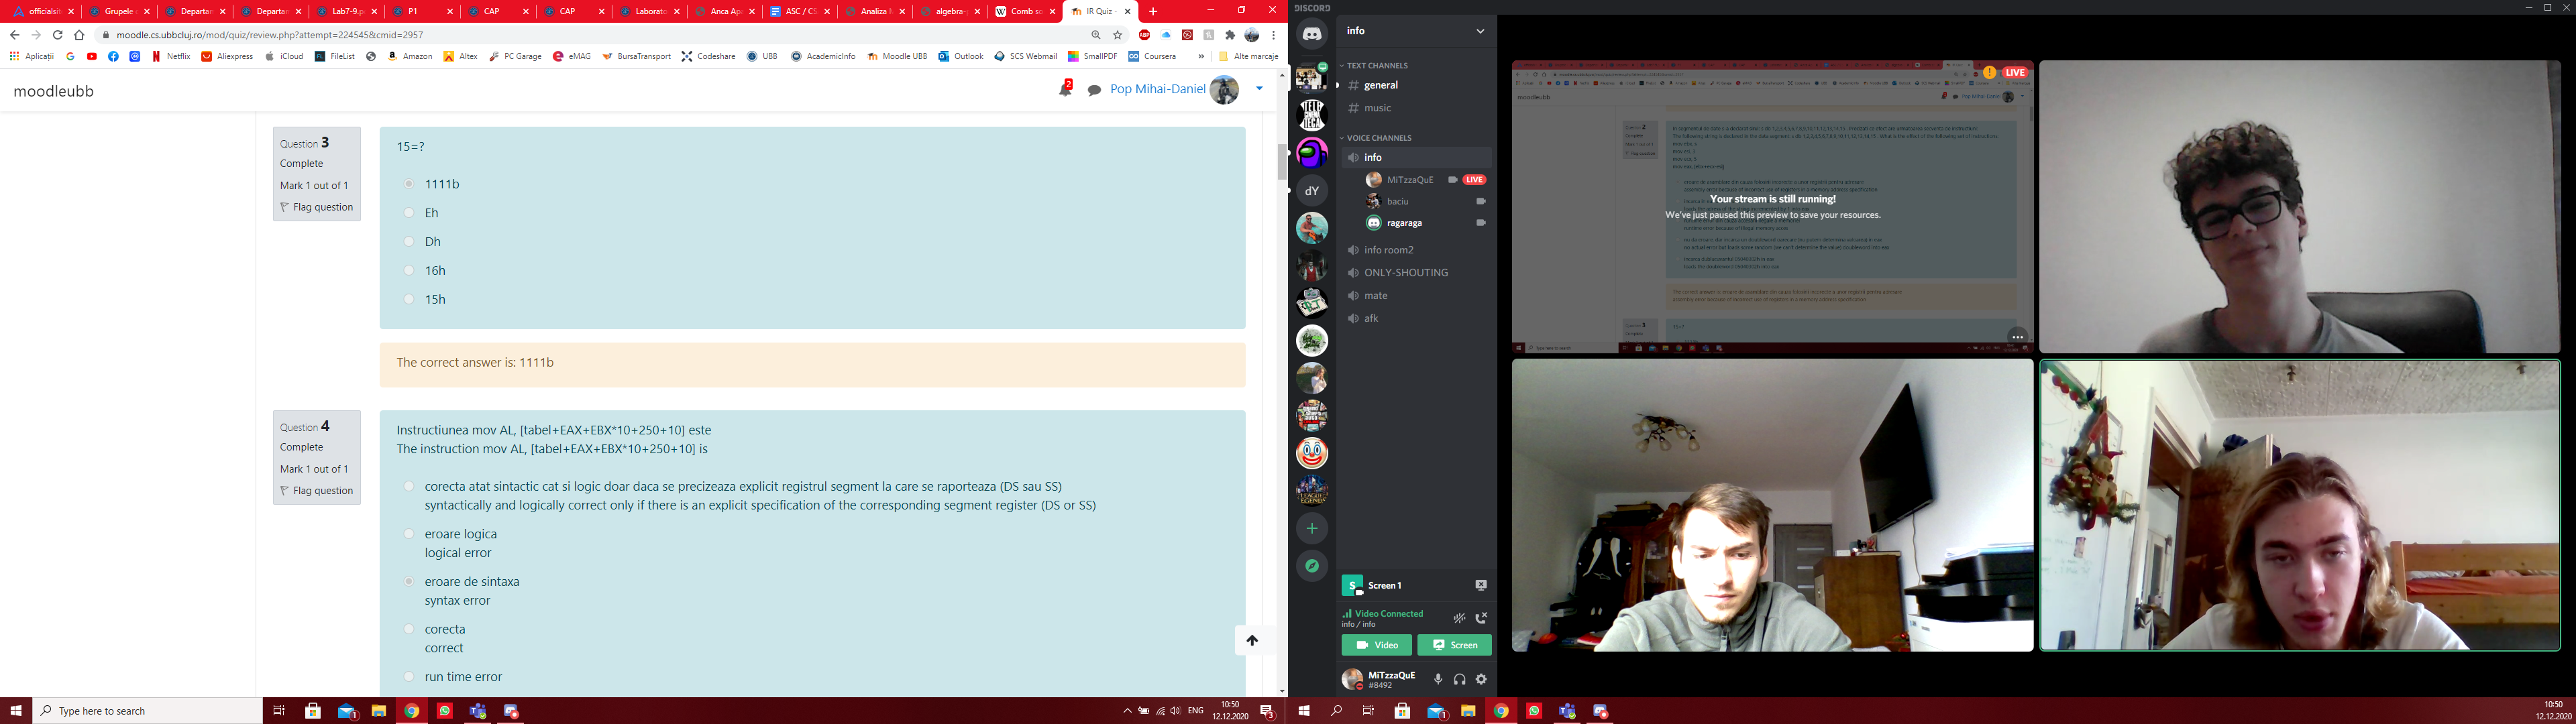 officialsit
Grupele
Departar
Departar
Lab7-9.p
P1
CAP
CAP
Laborato
Anca Ap
ASC / CS
Analiza M
algebra-
Comb so
IR Quiz
moodle.cs.ubbcluj.ro/mod/quiz/review.php?attempt=224545&cmid=2957
Aplicații
Netflix
Aliexpress
iCloud
FileList
Amazon
Altex
PC Garage
eMAG
BursaTransport
Codeshare
UBB
AcademicInfo
Moodle UBB
Outlook
SCS Webmail
SmallPDF
Coursera
»
Alte marcaje
moodleubb
2
Pop Mihai-Daniel
Question 3
Complete
Mark 1 out of 1
Flag question
15=?
1111b
Eh
Dh
16h
15h
The correct answer is: 1111b
Question 4
Complete
Mark 1 out of 1
Flag question
Instructiunea mov AL, [tabel+EAX+EBX*10+250+10] este
The instruction mov AL, [tabel+EAX+EBX*10+250+10] is
corecta atat sintactic cat si logic doar daca se precizeaza explicit registrul segment la care se raporteaza (DS sau SS)
syntactically and logically correct only if there is an explicit specification of the corresponding segment register (DS or SS)
eroare logica
logical error
eroare de sintaxa
syntax error
corecta
correct
run time error
Type here to search
ENG
10:50
12.12.2020
3
DISCORD
info
TEXT CHANNELS
# general
# music
VOICE CHANNELS
info
MiTzzaQuE
LIVE
baciu
ragaraga
info room2
ONLY-SHOUTING
mate
afk
dY
Screen 1
Video Connected
info / info
Video
Screen
MiTzzaQuE
#8492
LIVE
moodleubb
Your stream is still running!
We've just paused this preview to save your resources.
10:50
12.12.2020